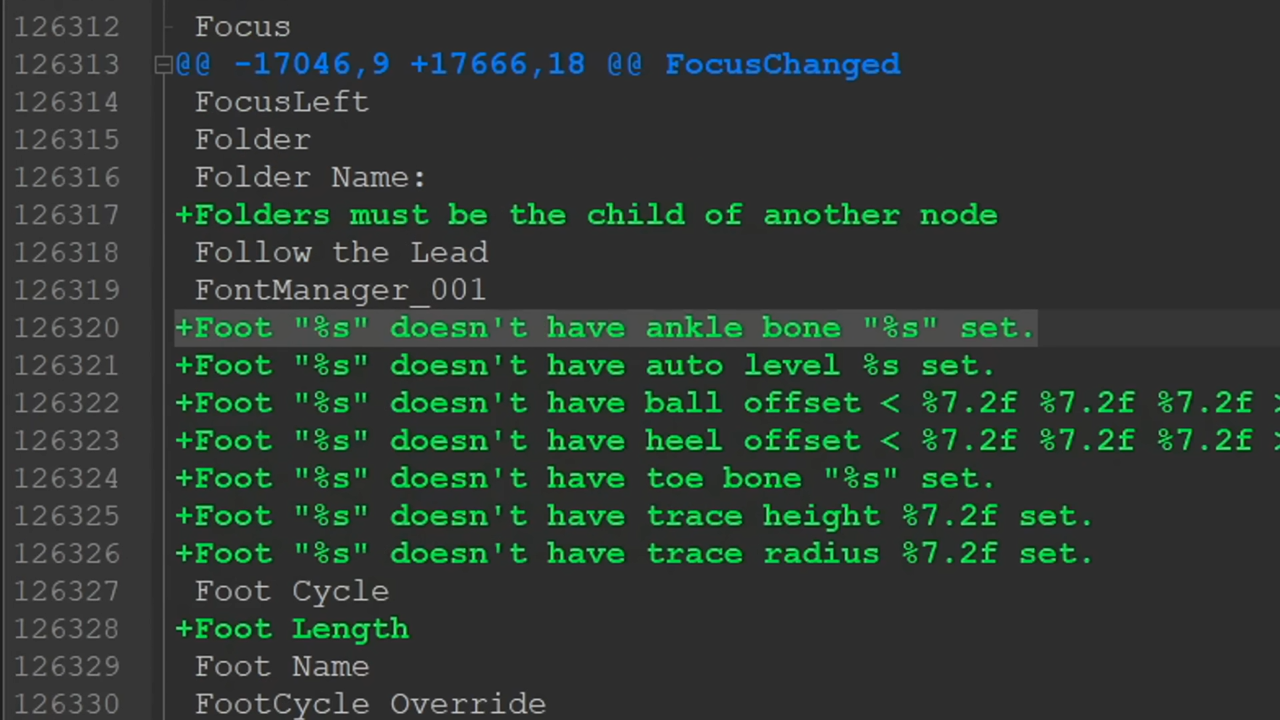 126312 Focus
126313 @@ -17046,9 +17666,18 @@ FocusChanged
126314 FocusLeft
126315 Folder
126316 Folder Name:
126317 +Folders must be the child of another node
126318 Follow the Lead
126319 FontManager_001
126320 +Foot "%s" doesn't have ankle bone "%s" set.
126321 +Foot "%s" doesn't have auto level %s set.
126322 +Foot "%s" doesn't have ball offset < %7.2f %7.2f %7.2f >
126323 +Foot "%s" doesn't have heel offset < %7.2f %7.2f %7.2f >
126324 +Foot "%s" doesn't have toe bone "%s" set.
126325 +Foot "%s" doesn't have trace height %7.2f set.
126326 +Foot "%s" doesn't have trace radius %7.2f set.
126327 Foot Cycle
126328 +Foot Length
126329 Foot Name
126330 FootCycle Override